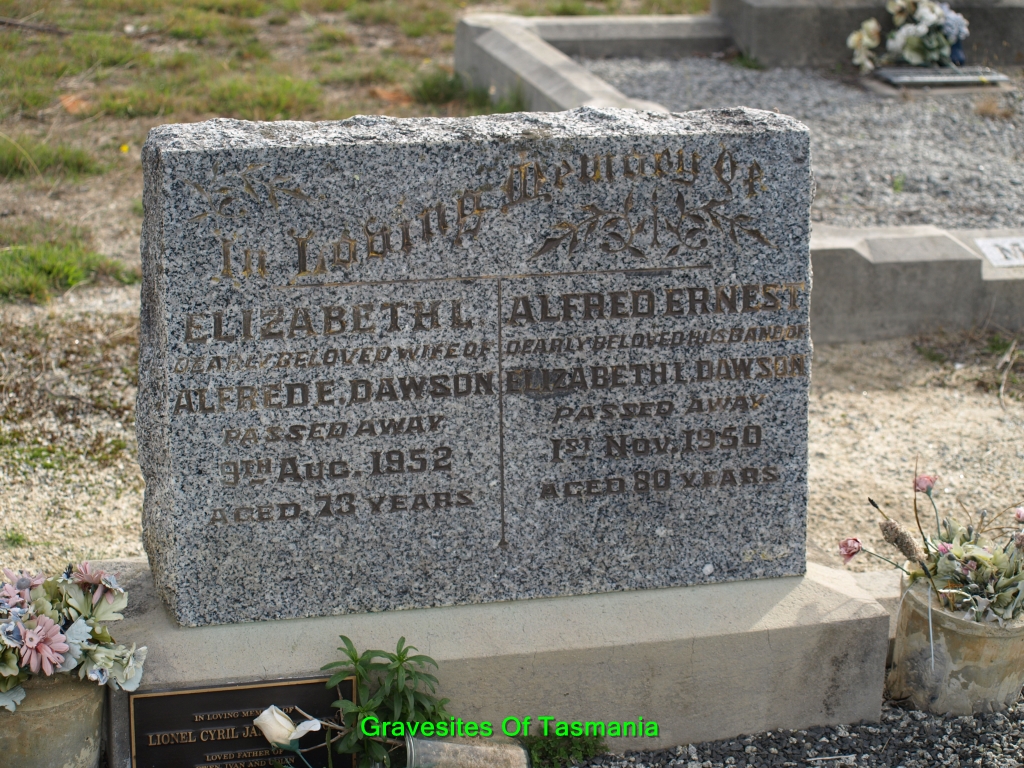 In Loving Memory Of
ELIZABETH I.
DEARLY BELOVED WIFE OF
ALFRED E. DAWSON
PASSED AWAY
9TH AUG. 1952
AGED 73 YEARS
ALFRED ERNEST
DEARLY BELOVED HUSBAND OF
ELIZABETH I. DAWSON
PASSED AWAY
1ST NOV. 1950
AGED 80 YEARS
IN LOVING MEMORY OF
LIONEL CYRIL
LOVED FATHER OF
IVAN AND
Gravesites Of Tasmania